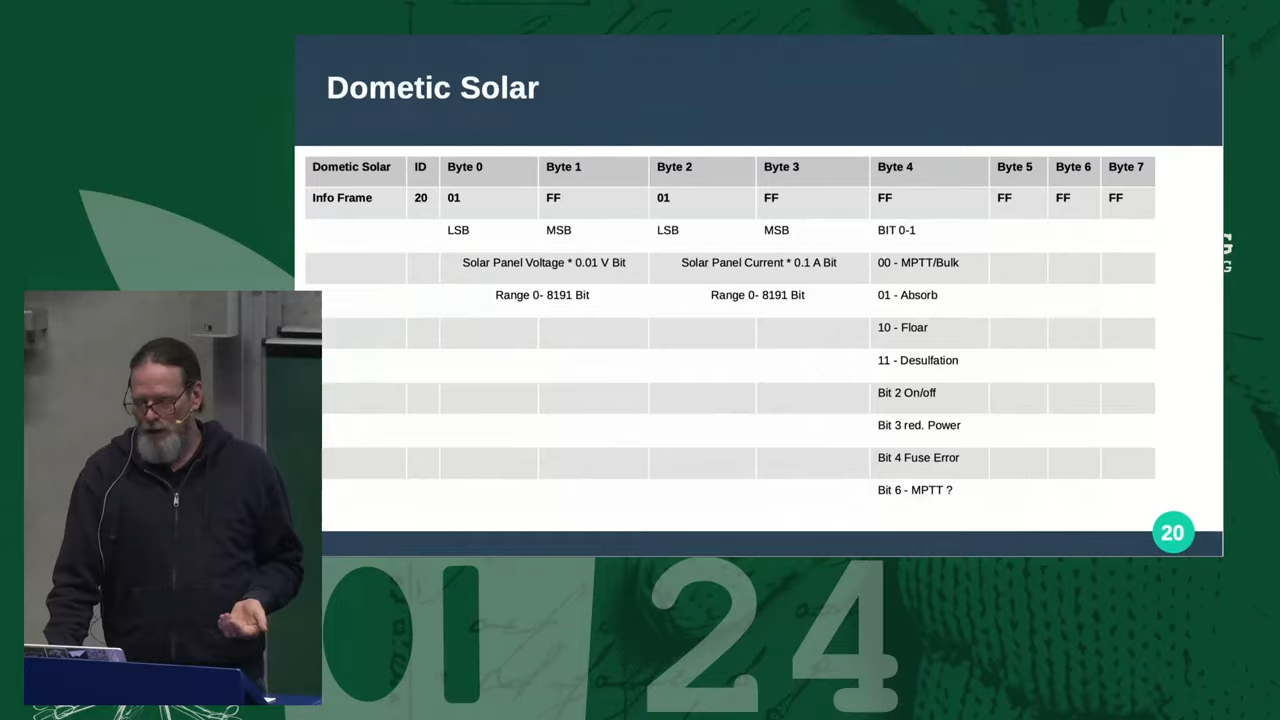 Dometic Solar
Dometic Solar ID Byte 0 Byte 1 Byte 2 Byte 3 Byte 4 Byte 5 Byte 6 Byte 7
Info Frame 20 01 FF 01 FF FF FF FF FF
LSB MSB LSB MSB BIT 0-1
Solar Panel Voltage * 0.01 V Bit Solar Panel Current * 0.1 A Bit 00 - MPTT/Bulk
Range 0- 8191 Bit Range 0- 8191 Bit 01 - Absorb
10 - Floar
11 - Desulfation
Bit 2 On/off
Bit 3 red. Power
Bit 4 Fuse Error
Bit 6 - MPTT ?
20
24